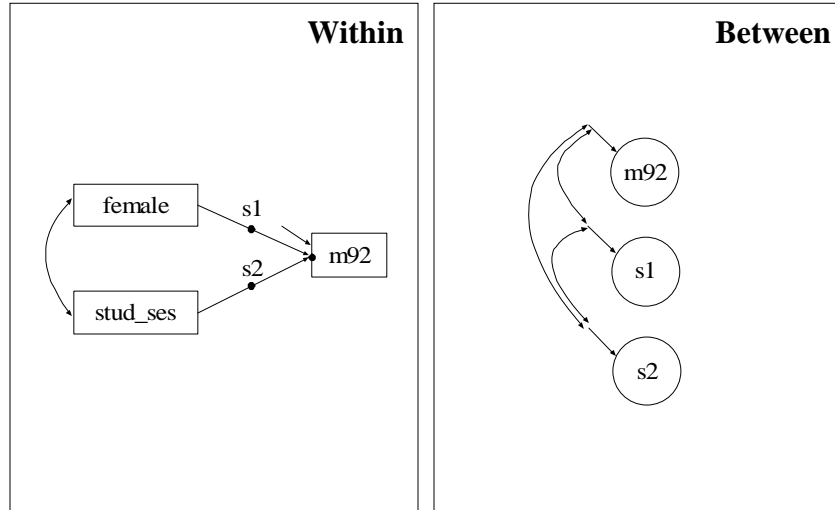 Within
female
s1
m92
s2
stud_ses
Between
m92
s1
s2